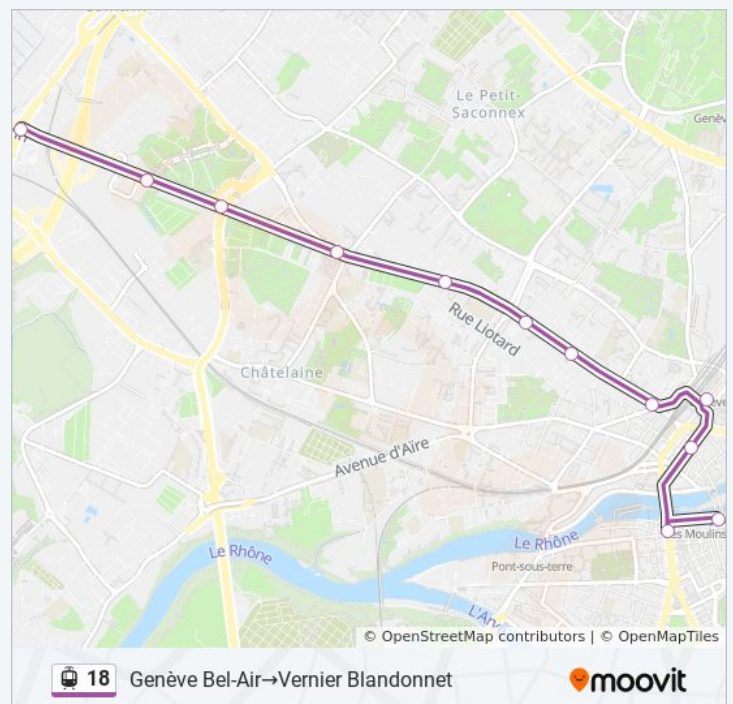 Le Petit-
Saconnex
Genèv
Rue Liotard
Châtelaine
Avenue d'Aïre
Le Rhône
Le Rhône
es Moulins
Pont-sous-terre
L'Arv
© OpenStreetMap contributors | © OpenMapTiles
18 Genève Bel-Air→Vernier Blandonnet moovit